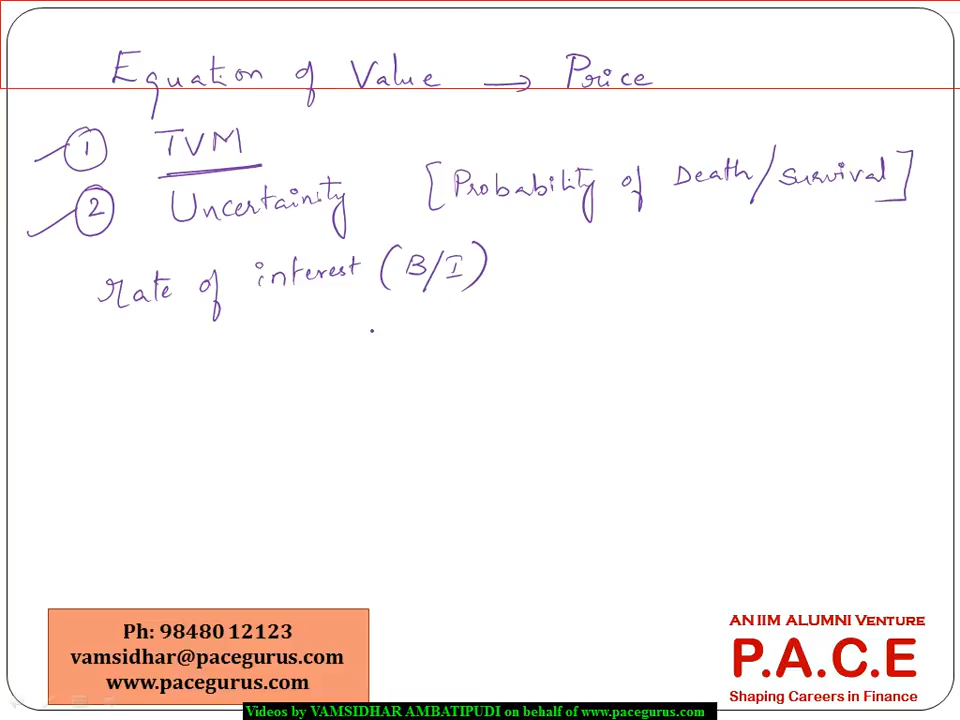 Equation of Value → Price
① TVM
② Uncertainity [Probability of Death/Survival]
Rate of interest (B/I)
Ph: 98480 12123
vamsidhar@pacegurus.com
www.pacegurus.com
AN IIM ALUMNI VENTURE
P.A.C.E
Shaping Careers in Finance
Videos by VAMSIDHAR AMBATIPUDI on behalf of www.pacegurus.com